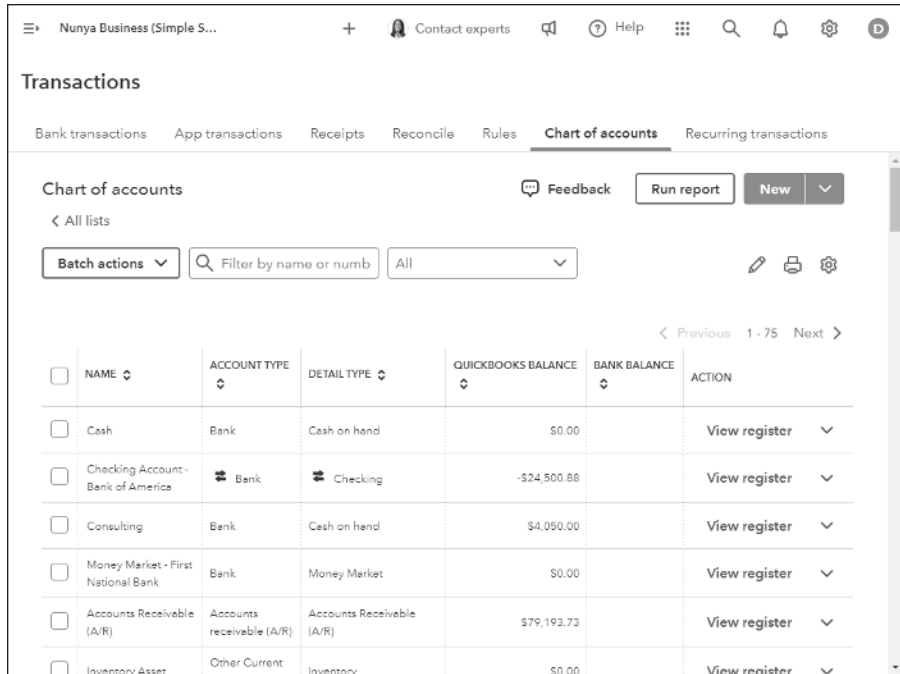 Nunya Business (Simple S... Contact experts Help D
Transactions
Bank transactions App transactions Receipts Reconcile Rules Chart of accounts Recurring transactions
Chart of accounts Feedback Run report New
All lists
Batch actions Filter by name or numb All
Previous 1 - 75 Next
NAME ACCOUNT TYPE DETAIL TYPE QUICKBOOKS BALANCE BANK BALANCE ACTION
Cash Bank Cash on hand $0.00 View register
Checking Account -
Bank of America Bank Checking -$24,500.88 View register
Consulting Bank Cash on hand $4,050.00 View register
Money Market - First
National Bank Bank Money Market $0.00 View register
Accounts Receivable Accounts Accounts Receivable
(A/R) receivable (A/R) (A/R) $79,193.73 View register
Other Current
Inventory Asset Inventory $0.00 View register